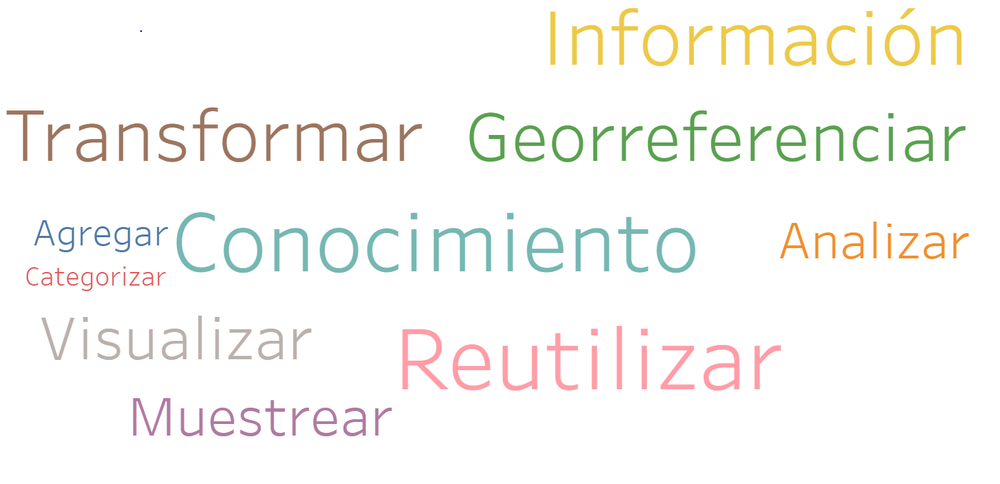 Información
Transformar
Georreferenciar
Agregar
Conocimiento
Analizar
Categorizar
Visualizar
Reutilizar
Muestrear